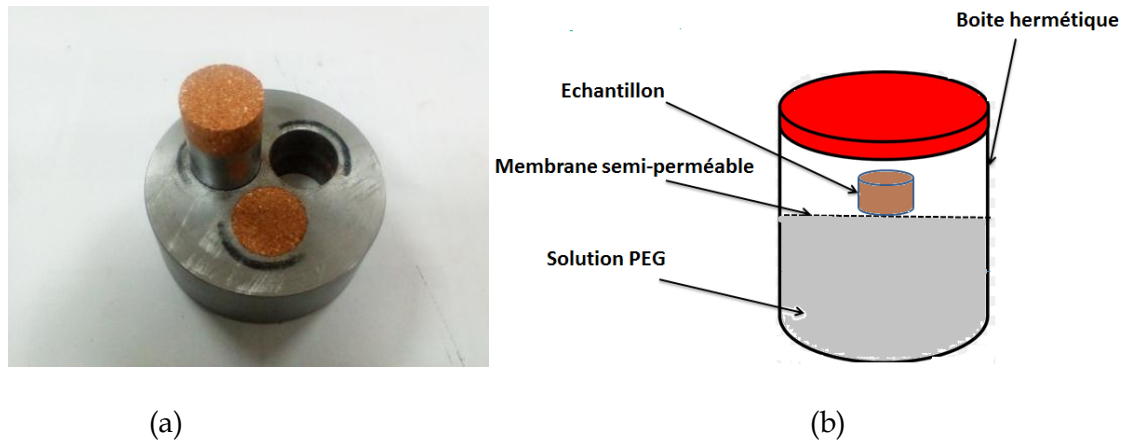 Boite hermétique
Echantillon
Membrane semi-perméable
Solution PEG
(a)
(b)